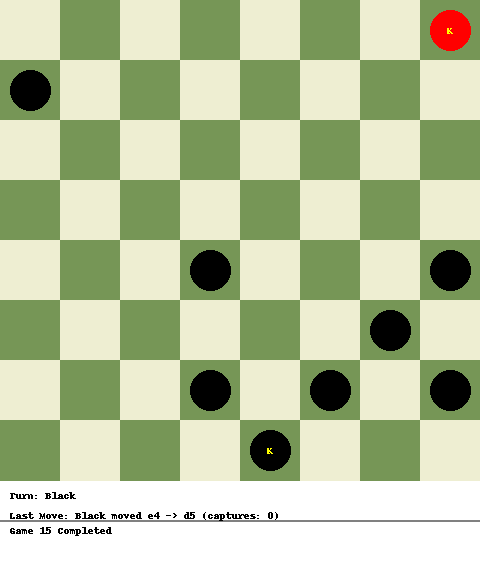 K
K
Turn: Black
Last Move: Black moved e4 -> d5 (captures: 0)
Game 15 Completed